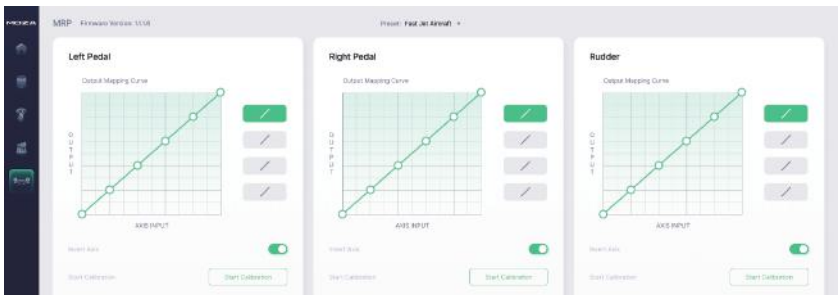 MOZA
MRP Firmware Version: 1.1.1.8
Preset: Fast Jet Aircraft
Left Pedal
Output Mapping Curve
OUTPUT
AXIS INPUT
Invert Axis
Start Calibration
Start Calibration
Right Pedal
Output Mapping Curve
OUTPUT
AXIS INPUT
Invert Axis
Start Calibration
Start Calibration
Rudder
Output Mapping Curve
OUTPUT
AXIS INPUT
Invert Axis
Start Calibration
Start Calibration